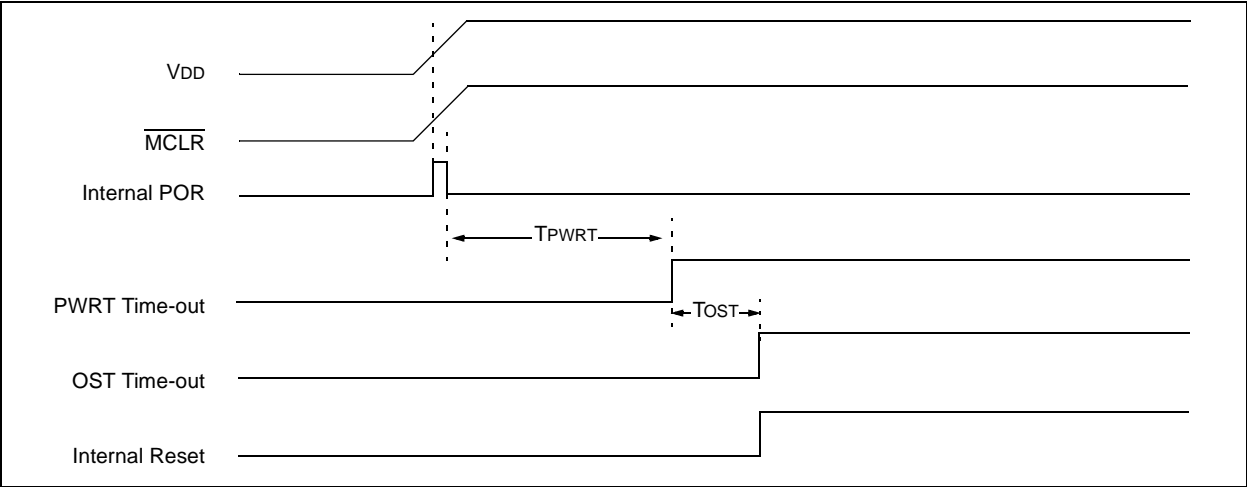 VDD
MCLR
Internal POR
TPWRT
PWRT Time-out
TOST
OST Time-out
Internal Reset